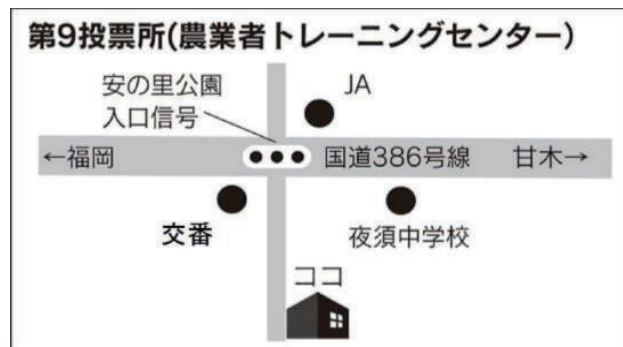 第9投票所(農業者トレーニングセンター)
安の里公園
入口信号
JA
←福岡
国道386号線
甘木→
交番
夜須中学校
ココ